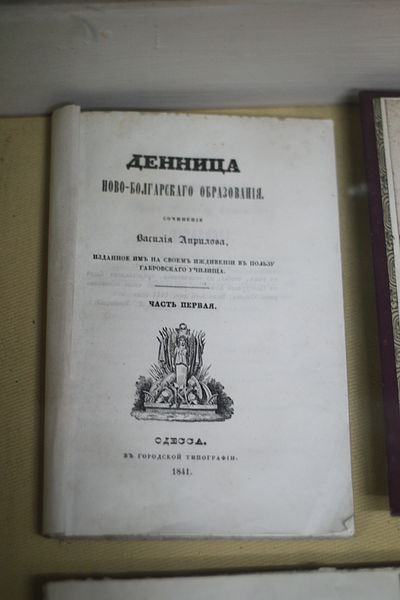 ДЕННИЦА
НОВО-БОЛГАРСКАГО ОБРАЗОВАНІЯ.
СОЧИНЕНІЕ
Василія Априлова,
ИЗДАННОЕ ИМЪ НА СВОЕМЪ ИЖДИВЕНІИ ВЪ ПОЛЬЗУ
ГАБРОВСКАГО УЧИЛИЩА.
ЧАСТЬ ПЕРВАЯ.
ОДЕССА.
ВЪ ГОРОДСКОЙ ТИПОГРАФІИ.
1841.